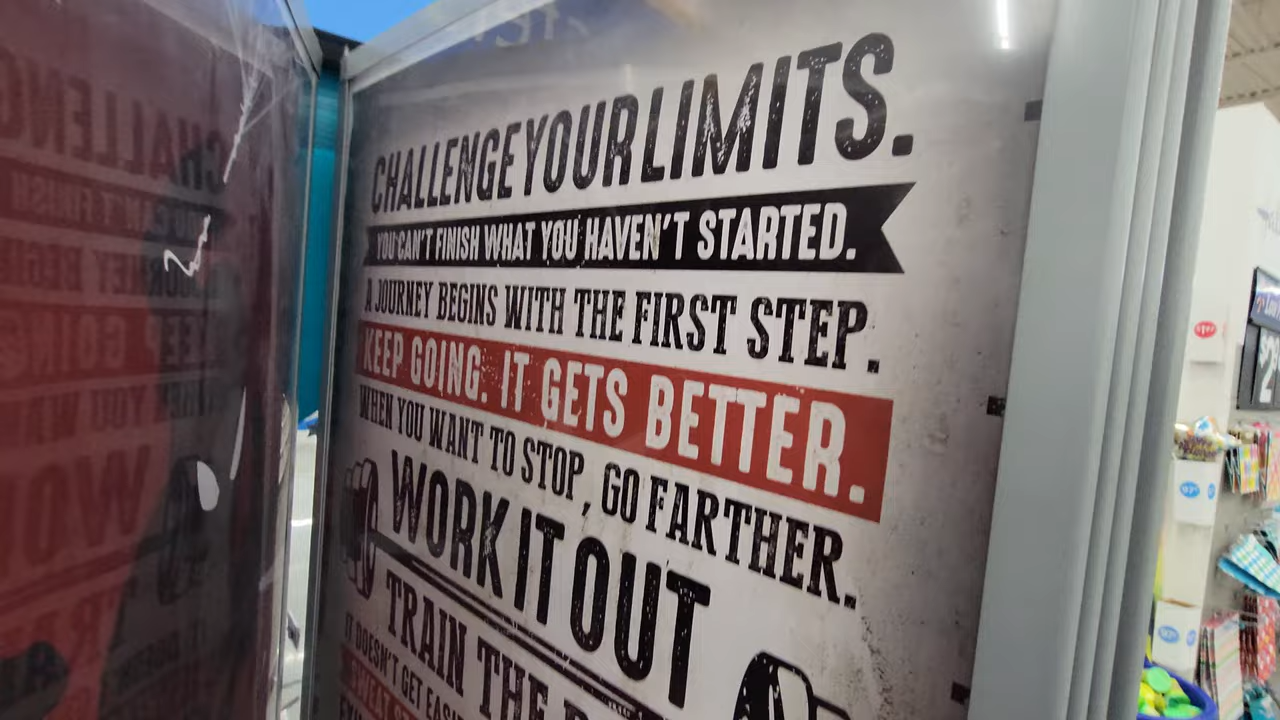 CHALLENGE YOUR LIMITS.
YOU CAN'T FINISH WHAT YOU HAVEN'T STARTED.
A JOURNEY BEGINS WITH THE FIRST STEP.
KEEP GOING. IT GETS BETTER.
WHEN YOU WANT TO STOP, GO FARTHER.
WORK IT OUT
TRAIN THE
IT DOESN'T GET
SWEAT